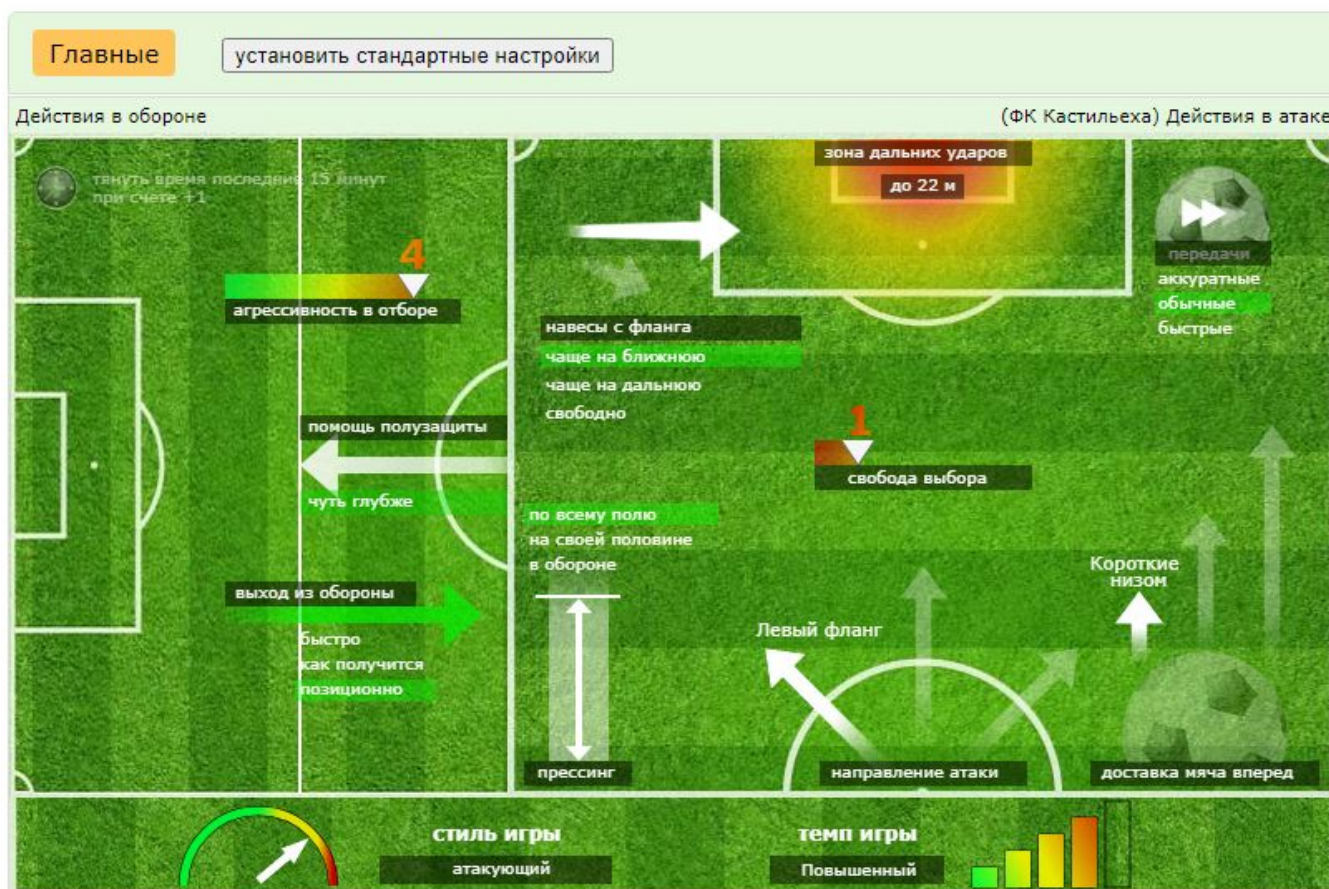 Главные
установить стандартные настройки
Действия в обороне
(ФК Кастильеха) Действия в атаке
тянуть время последние 15 минут
при счете +1
4
агрессивность в отборе
помощь полузащиты
чуть глубже
выход из обороны
быстро
как получится
позиционно
зона дальних ударов
до 22 м
передачи
аккуратные
обычные
быстрые
навесы с фланга
чаще на ближнюю
чаще на дальнюю
свободно
1
свобода выбора
по всему полю
на своей половине
в обороне
прессинг
Левый фланг
направление атаки
Короткие
низом
доставка мяча вперед
стиль игры
атакующий
темп игры
Повышенный